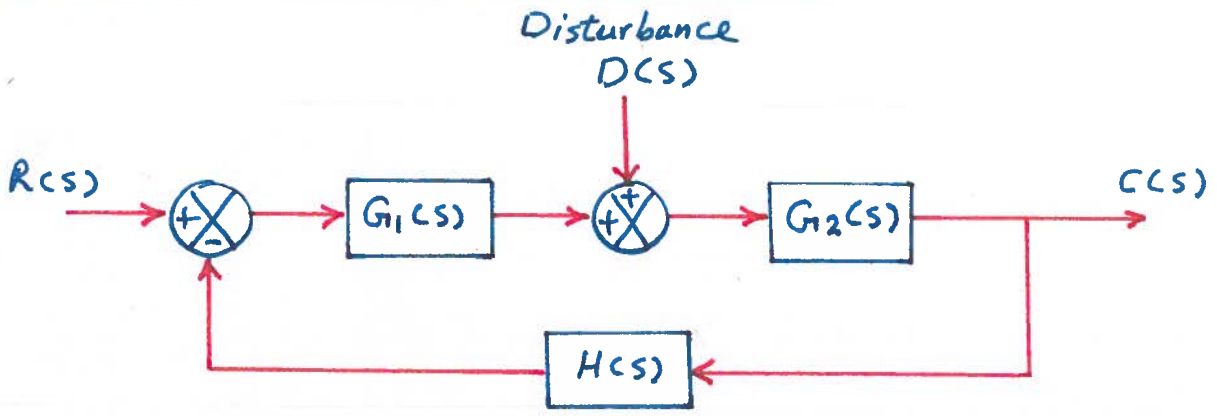 Disturbance
D(S)
R(S)
C(S)
+
-
G1(S)
+
+
G2(S)
H(S)